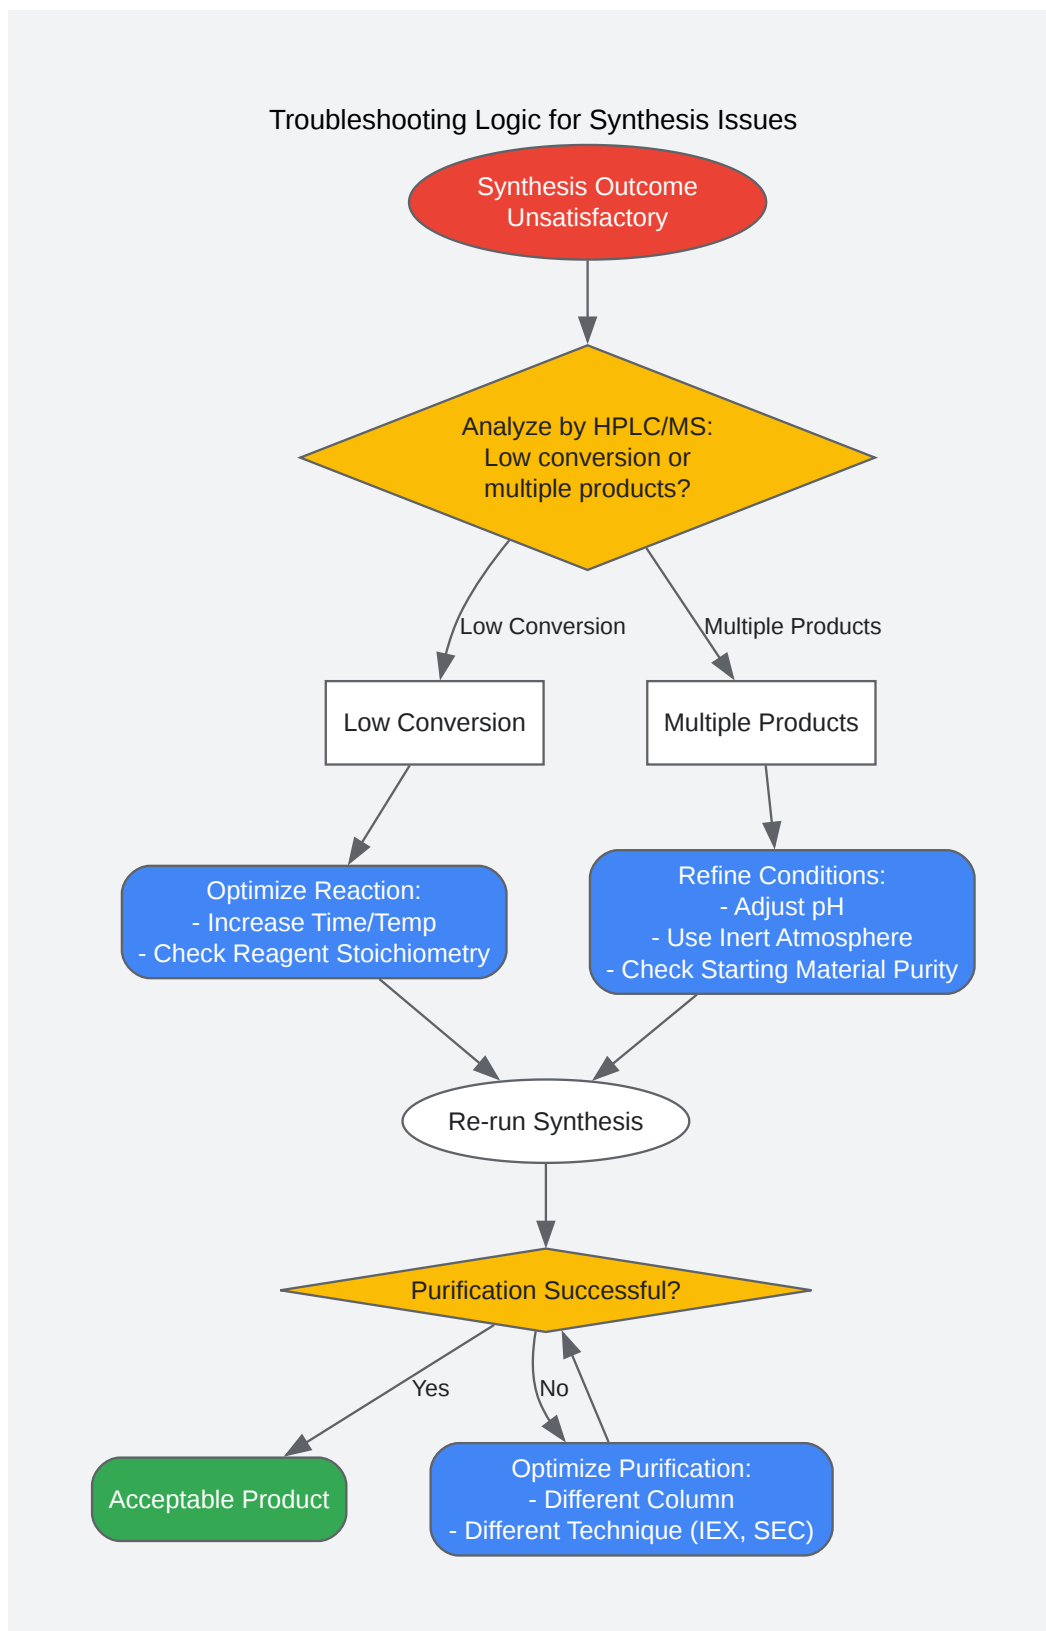 Troubleshooting Logic for Synthesis Issues
Synthesis Outcome
Unsatisfactory
Analyze by HPLC/MS:
Low conversion or
multiple products?
Low Conversion
Multiple Products
Low Conversion
Multiple Products
Optimize Reaction:
- Increase Time/Temp
- Check Reagent Stoichiometry
Refine Conditions:
- Adjust pH
- Use Inert Atmosphere
- Check Starting Material Purity
Re-run Synthesis
Purification Successful?
Yes
No
Acceptable Product
Optimize Purification:
- Different Column
- Different Technique (IEX, SEC)